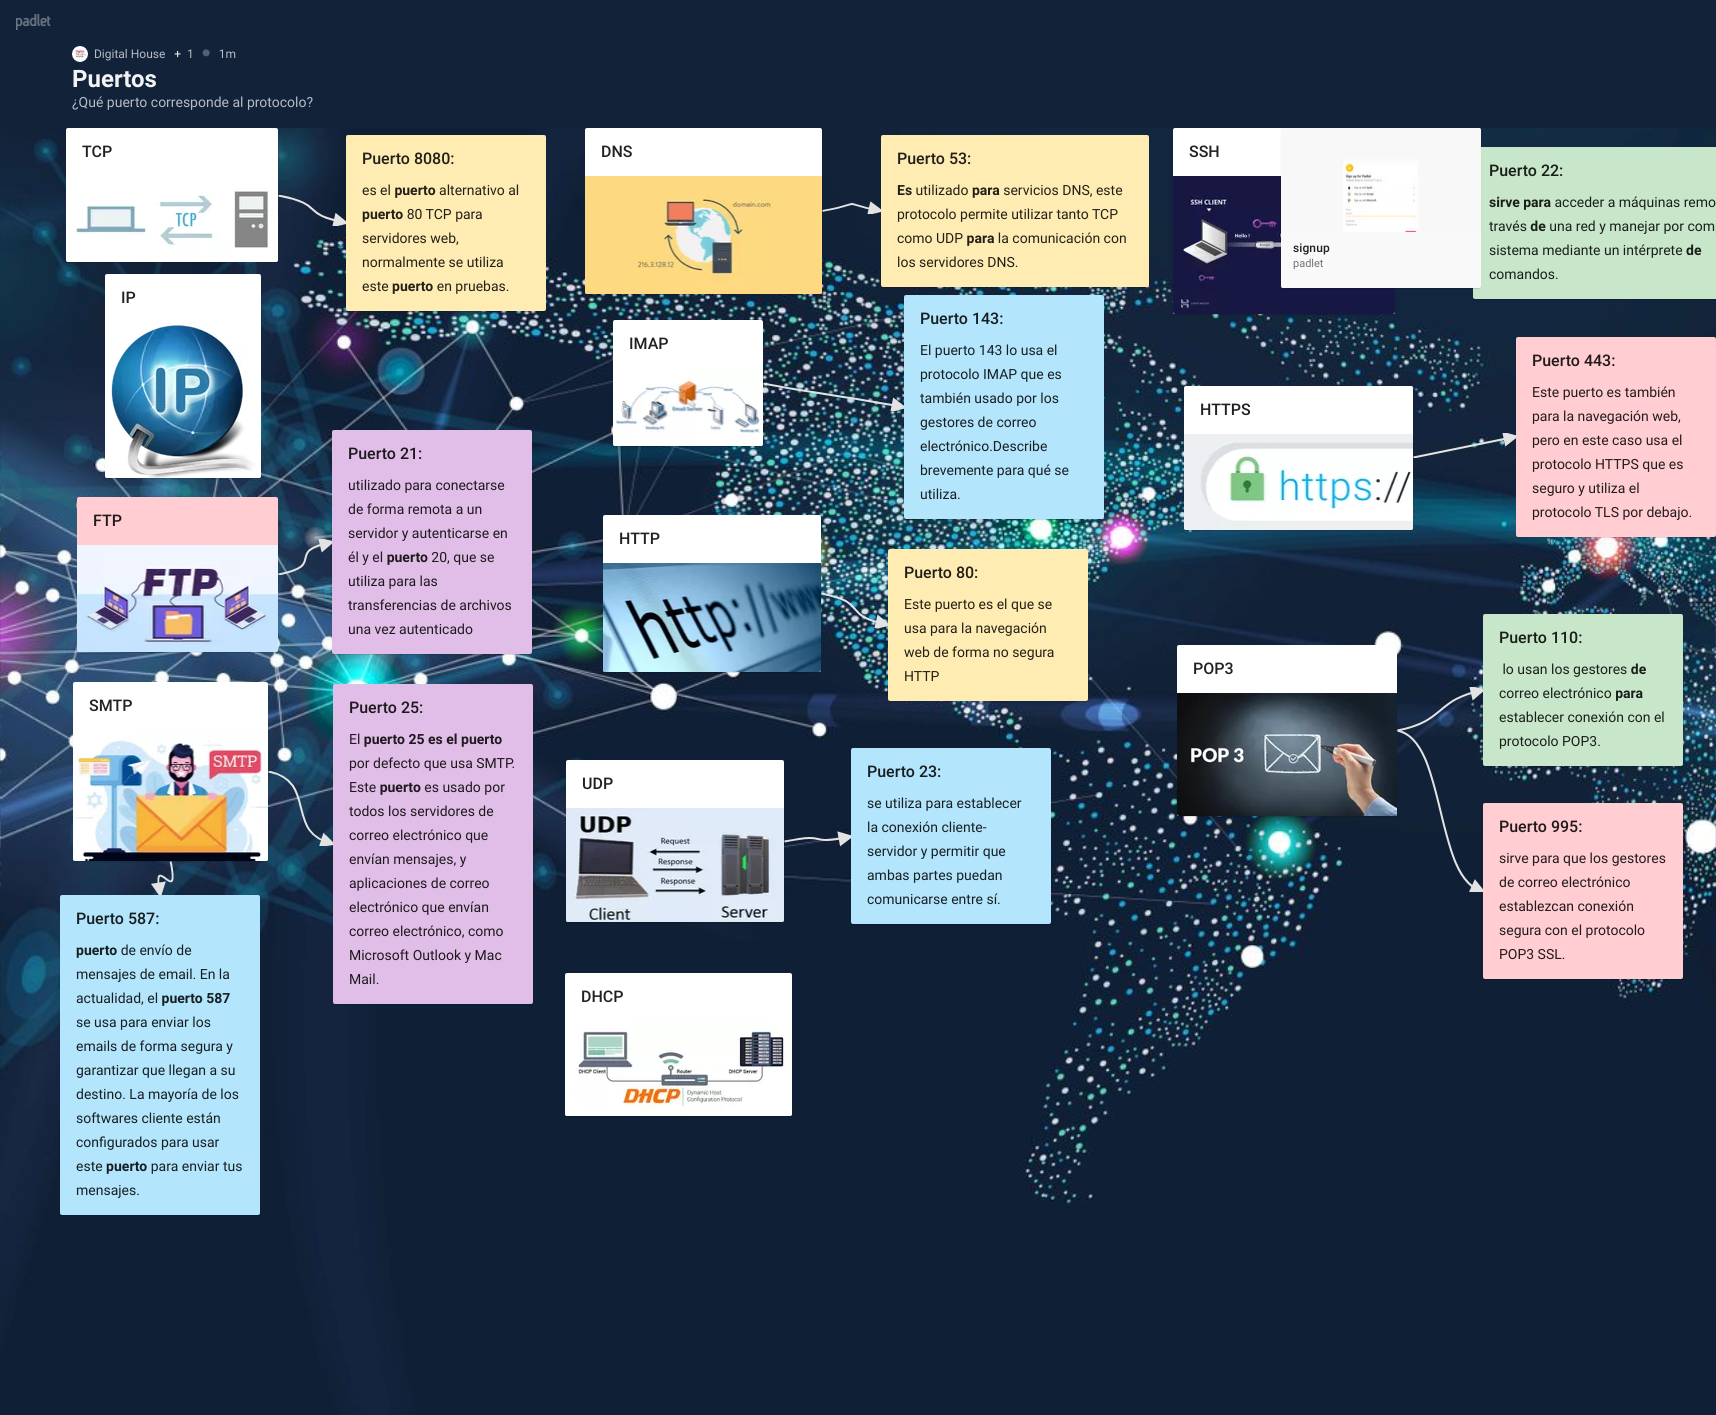 padlet
Digital House + 1 1m
Puertos
¿Qué puerto corresponde al protocolo?
TCP
TCP
Puerto 8080:
es el puerto alternativo al
puerto 80 TCP para
servidores web,
normalmente se utiliza
este puerto en pruebas.
IP
IP
FTP
FTP
Puerto 21:
utilizado para conectarse
de forma remota a un
servidor y autenticarse en
él y el puerto 20, que se
utiliza para las
transferencias de archivos
una vez autenticado
SMTP
SMTP
Puerto 25:
El puerto 25 es el puerto
por defecto que usa SMTP.
Este puerto es usado por
todos los servidores de
correo electrónico que
envían mensajes, y
aplicaciones de correo
electrónico que envían
correo electrónico, como
Microsoft Outlook y Mac
Mail.
Puerto 587:
puerto de envío de
mensajes de email. En la
actualidad, el puerto 587
se usa para enviar los
emails de forma segura y
garantizar que llegan a su
destino. La mayoría de los
softwares cliente están
configurados para usar
este puerto para enviar tus
mensajes.
DNS
domain.com
216.3.128.12
Puerto 53:
Es utilizado para servicios DNS, este
protocolo permite utilizar tanto TCP
como UDP para la comunicación con
los servidores DNS.
IMAP
Email Server
Puerto 143:
El puerto 143 lo usa el
protocolo IMAP que es
también usado por los
gestores de correo
electrónico.Describe
brevemente para qué se
utiliza.
HTTP
http://www
Puerto 80:
Este puerto es el que se
usa para la navegación
web de forma no segura
HTTP
UDP
UDP
Request
Response
Response
Client
Server
Puerto 23:
se utiliza para establecer
la conexión cliente-
servidor y permitir que
ambas partes puedan
comunicarse entre sí.
DHCP
DHCP Client
Router
DHCP Server
DHCP
Dynamic Host
Configuration Protocol
SSH
SSH CLIENT
Hello !
signup
padlet
Puerto 22:
sirve para acceder a máquinas remo
través de una red y manejar por com
sistema mediante un intérprete de
comandos.
HTTPS
https://
Puerto 443:
Este puerto es también
para la navegación web,
pero en este caso usa el
protocolo HTTPS que es
seguro y utiliza el
protocolo TLS por debajo.
POP3
POP 3
Puerto 110:
lo usan los gestores de
correo electrónico para
establecer conexión con el
protocolo POP3.
Puerto 995:
sirve para que los gestores
de correo electrónico
establezcan conexión
segura con el protocolo
POP3 SSL.